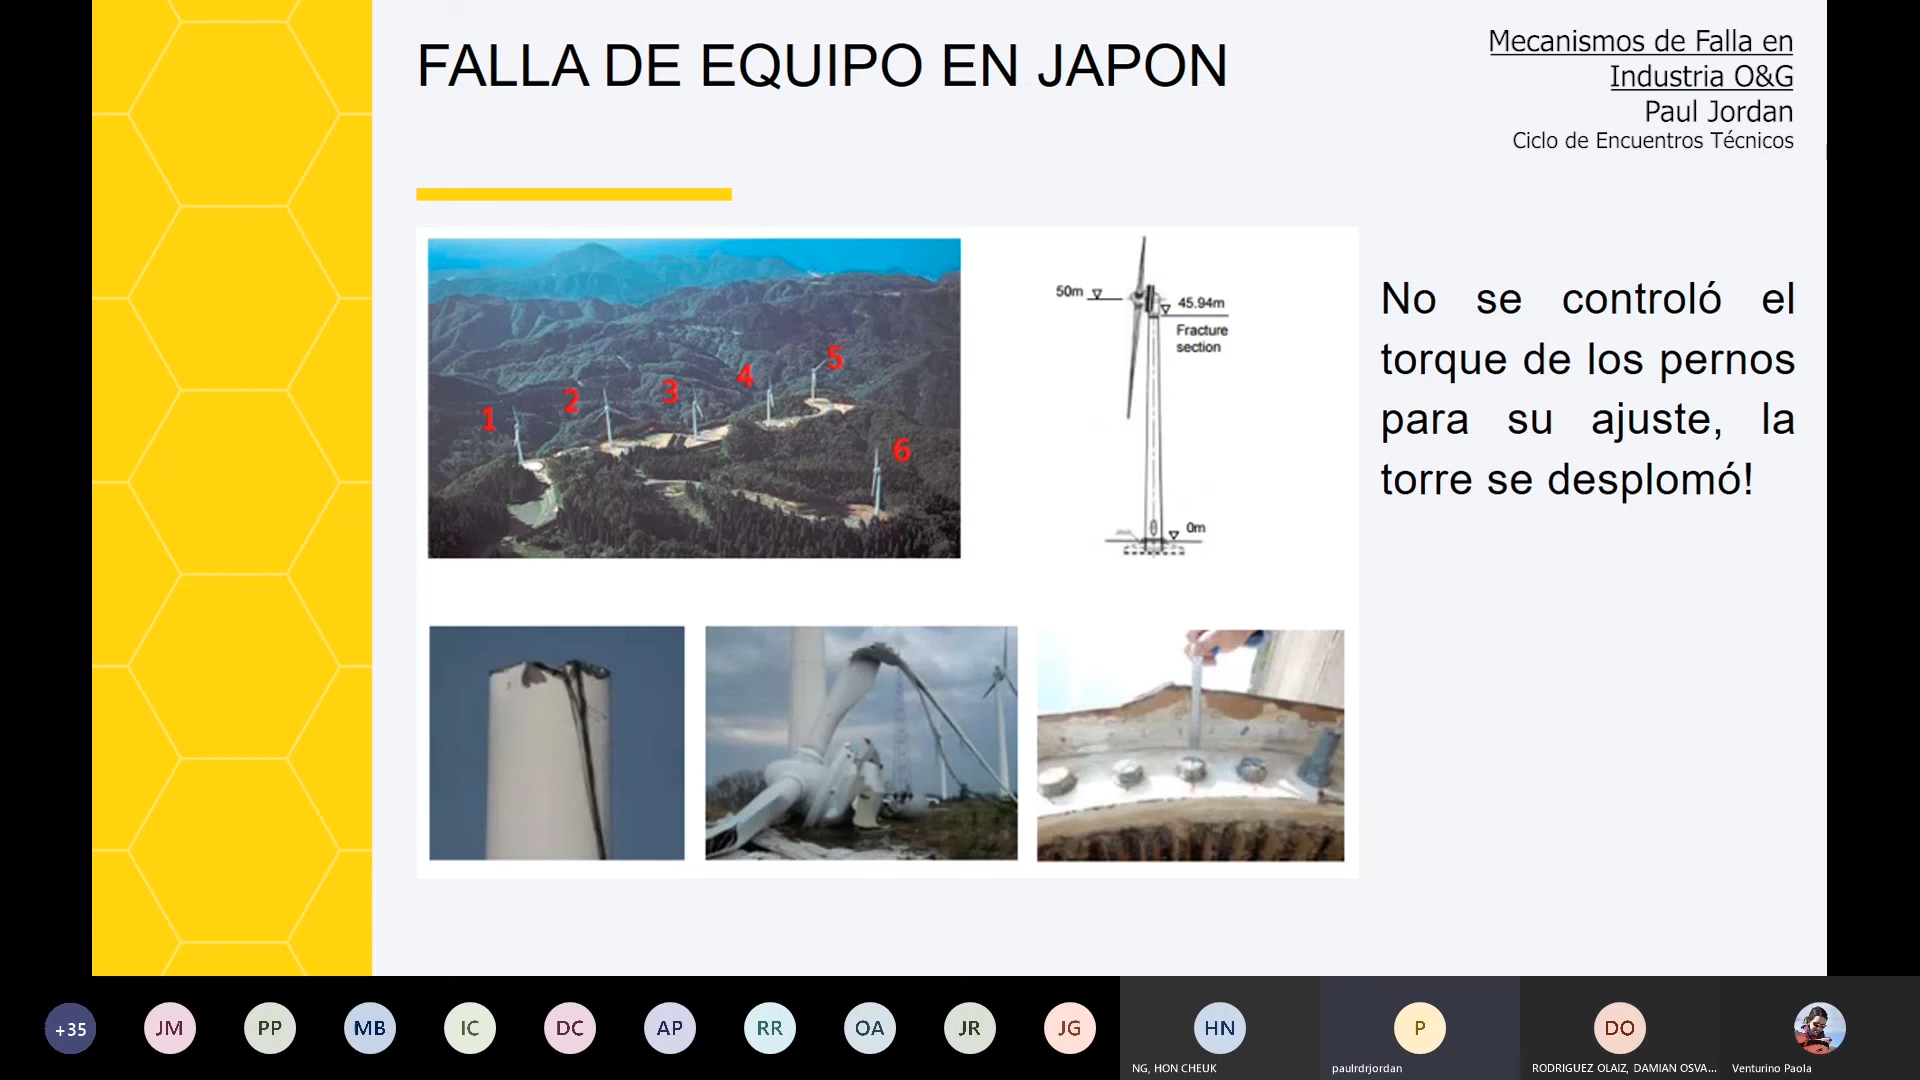 FALLA DE EQUIPO EN JAPON
Mecanismos de Falla en
Industria O&G
Paul Jordan
Ciclo de Encuentros Técnicos
1
2
3
4
5
6
50m
45.94m
Fracture
section
0m
No se controló el
torque de los pernos
para su ajuste, la
torre se desplomó!
+35
JM
PP
MB
IC
DC
AP
RR
OA
JR
JG
HN
NG, HON CHEUK
P
paulrdrjordan
DO
RODRIGUEZ OLAIZ, DAMIAN OSVA...
Venturino Paola